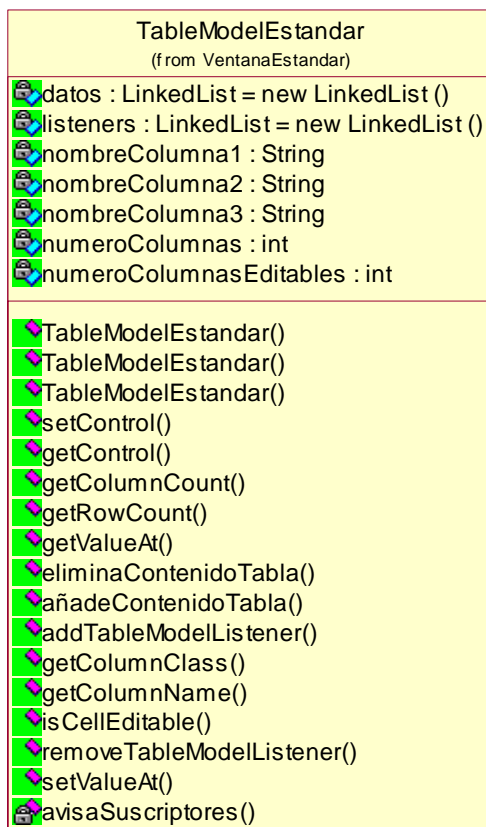 TableModelEstandar
(from VentanaEstandar)
datos : LinkedList = new LinkedList ()
listeners : LinkedList = new LinkedList ()
nombreColumna1 : String
nombreColumna2 : String
nombreColumna3 : String
numeroColumnas : int
numeroColumnasEditables : int
TableModelEstandar()
TableModelEstandar()
TableModelEstandar()
setControl()
getControl()
getColumnCount()
getRowCount()
getValueAt()
eliminaContenidoTabla()
añadeContenidoTabla()
addTableModelListener()
getColumnClass()
getColumnName()
isCellEditable()
removeTableModelListener()
setValueAt()
avisaSuscriptores()